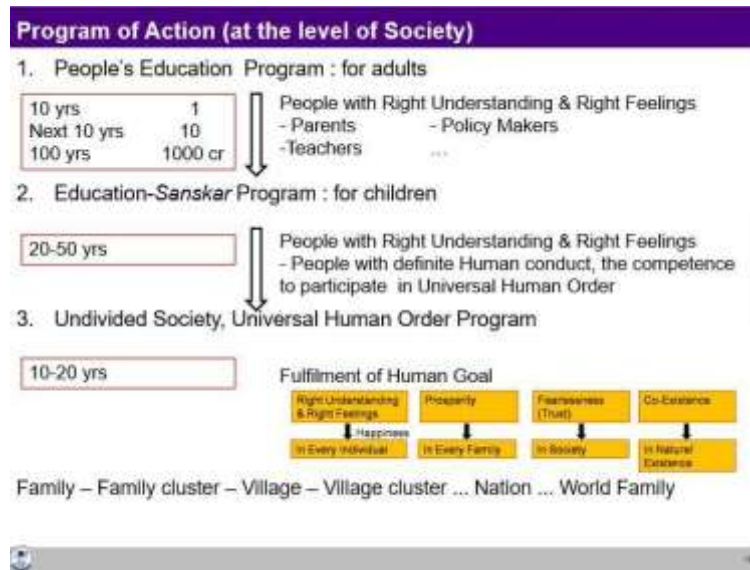 Program of Action (at the level of Society)
1. People's Education Program : for adults
10 yrs 1
Next 10 yrs 10
100 yrs 1000 cr
People with Right Understanding & Right Feelings
- Parents - Policy Makers
-Teachers ...
2. Education-Sanskar Program : for children
20-50 yrs
People with Right Understanding & Right Feelings
- People with definite Human conduct, the competence
to participate in Universal Human Order
3. Undivided Society, Universal Human Order Program
10-20 yrs
Fulfilment of Human Goal
Right Understanding & Right Feelings
Prosperity
Fearlessness (Trust)
Co-Existence
Happiness
In Every Individual
In Every Family
In Society
In Natural Existence
Family – Family cluster – Village – Village cluster ... Nation ... World Family